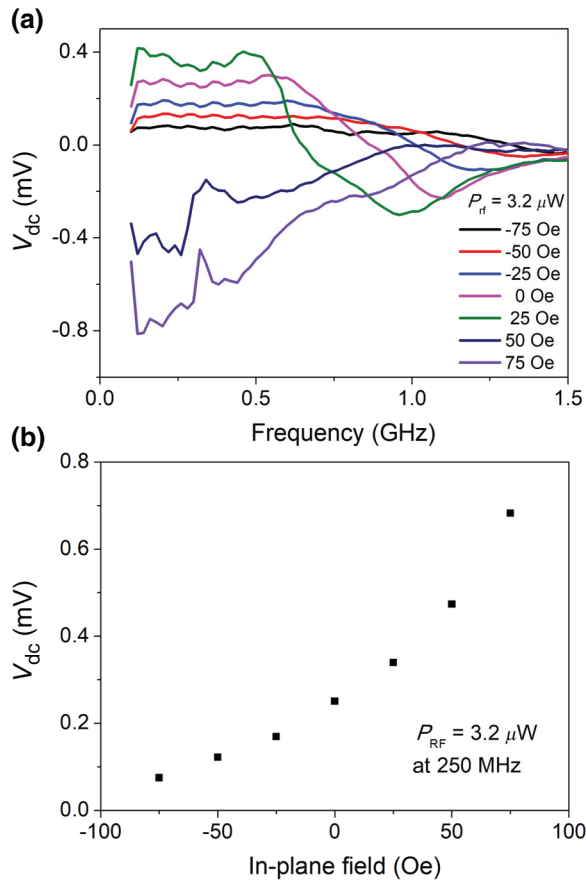 (a)
0.4
0.0
-0.4
-0.8
V_dc (mV)
P_rf = 3.2 μW
-75 Oe
-50 Oe
-25 Oe
0 Oe
25 Oe
50 Oe
75 Oe
0.0 0.5 1.0 1.5
Frequency (GHz)
(b)
0.8
0.6
0.4
0.2
0.0
V_dc (mV)
P_RF = 3.2 μW
at 250 MHz
-100 -50 0 50 100
In-plane field (Oe)